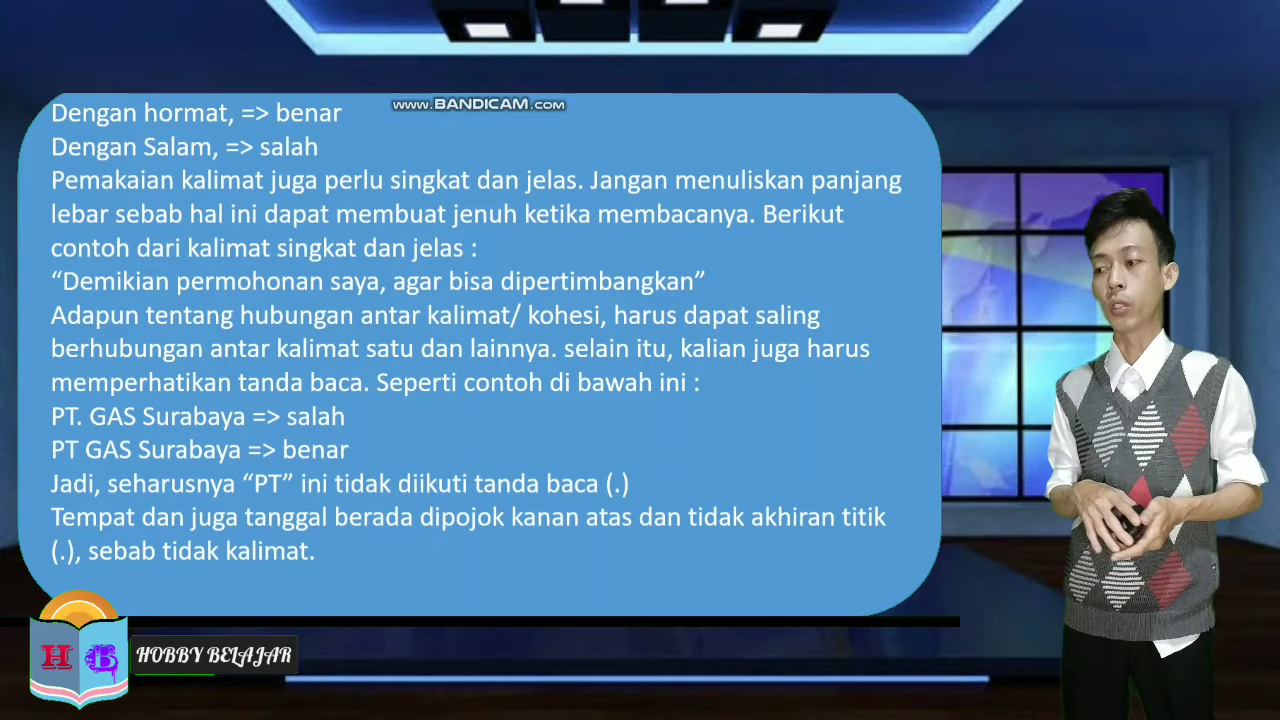 www.BANDICAM.com
Dengan hormat, => benar
Dengan Salam, => salah
Pemakaian kalimat juga perlu singkat dan jelas. Jangan menuliskan panjang
lebar sebab hal ini dapat membuat jenuh ketika membacanya. Berikut
contoh dari kalimat singkat dan jelas :
“Demikian permohonan saya, agar bisa dipertimbangkan”
Adapun tentang hubungan antar kalimat/ kohesi, harus dapat saling
berhubungan antar kalimat satu dan lainnya. selain itu, kalian juga harus
memperhatikan tanda baca. Seperti contoh di bawah ini :
PT. GAS Surabaya => salah
PT GAS Surabaya => benar
Jadi, seharusnya “PT” ini tidak diikuti tanda baca (.)
Tempat dan juga tanggal berada dipojok kanan atas dan tidak akhiran titik
(.), sebab tidak kalimat.
H B
HOBBY BELAJAR